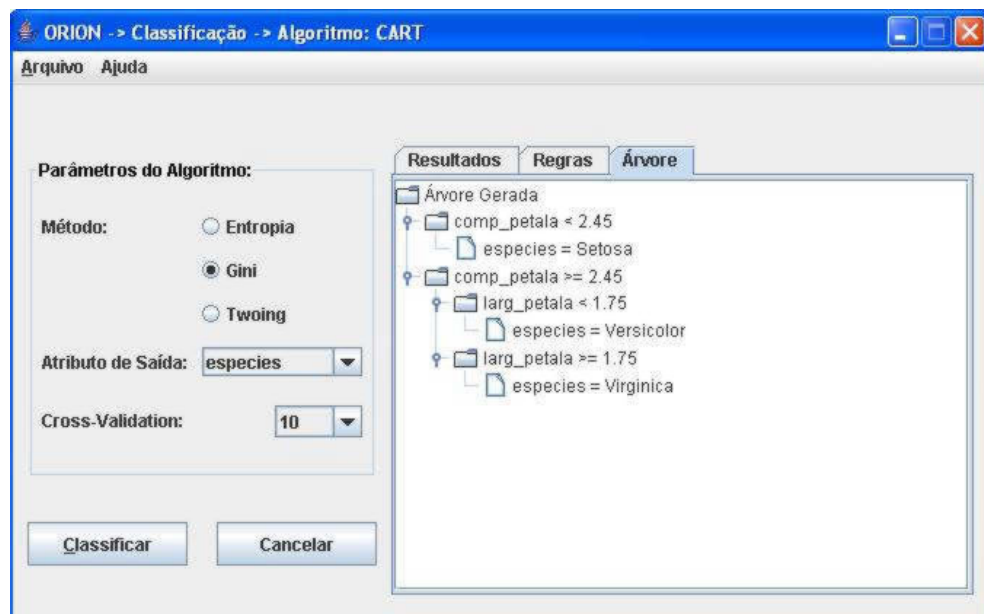 ORION -> Classificação -> Algoritmo: CART
Arquivo Ajuda
Parâmetros do Algoritmo:
Método:
Entropia
Gini
Twoing
Atributo de Saída: especies
Cross-Validation: 10
Classificar Cancelar
Resultados Regras Árvore
Árvore Gerada
comp_petala < 2.45
especies = Setosa
comp_petala >= 2.45
larg_petala < 1.75
especies = Versicolor
larg_petala >= 1.75
especies = Virginica